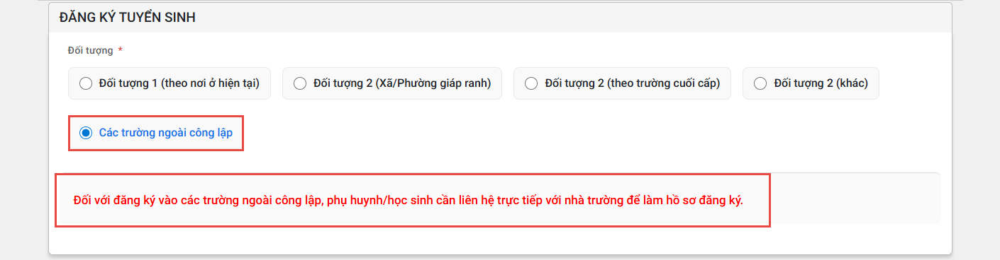 ĐĂNG KÝ TUYỂN SINH
Đối tượng *
Đối tượng 1 (theo nơi ở hiện tại) Đối tượng 2 (Xã/Phường giáp ranh) Đối tượng 2 (theo trường cuối cấp) Đối tượng 2 (khác)
Các trường ngoài công lập
Đối với đăng ký vào các trường ngoài công lập, phụ huynh/học sinh cần liên hệ trực tiếp với nhà trường để làm hồ sơ đăng ký.